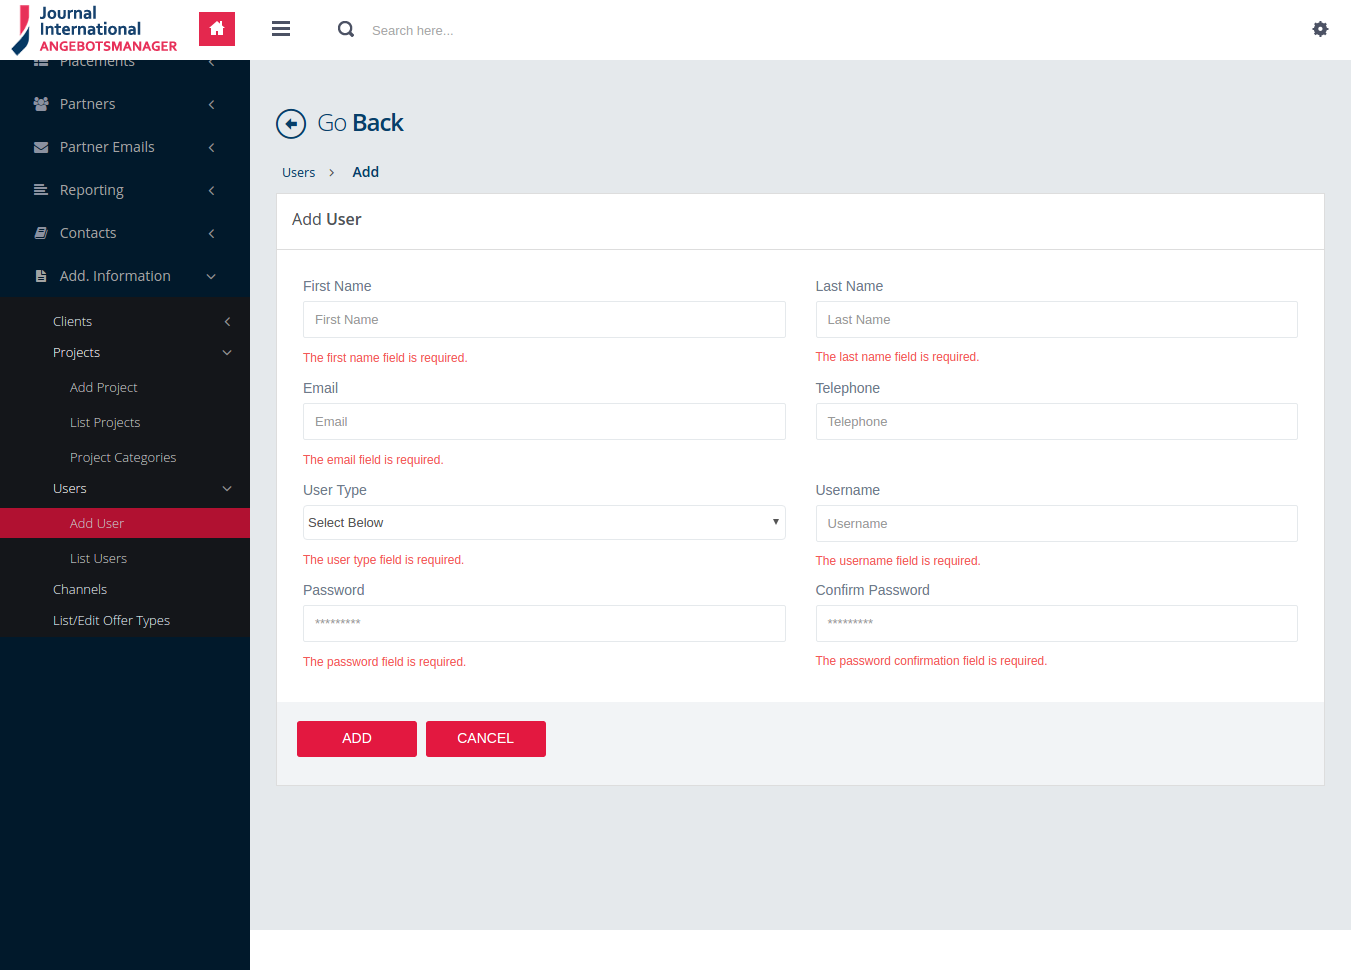 Journal
International
ANGEBOTSMANAGER
Search here...
Placements
Partners
Partner Emails
Reporting
Contacts
Add. Information
Clients
Projects
Add Project
List Projects
Project Categories
Users
Add User
List Users
Channels
List/Edit Offer Types
Go Back
Users > Add
Add User
First Name
First Name
The first name field is required.
Last Name
Last Name
The last name field is required.
Email
Email
The email field is required.
Telephone
Telephone
User Type
Select Below
The user type field is required.
Username
Username
The username field is required.
Password
*********
The password field is required.
Confirm Password
*********
The password confirmation field is required.
ADD
CANCEL